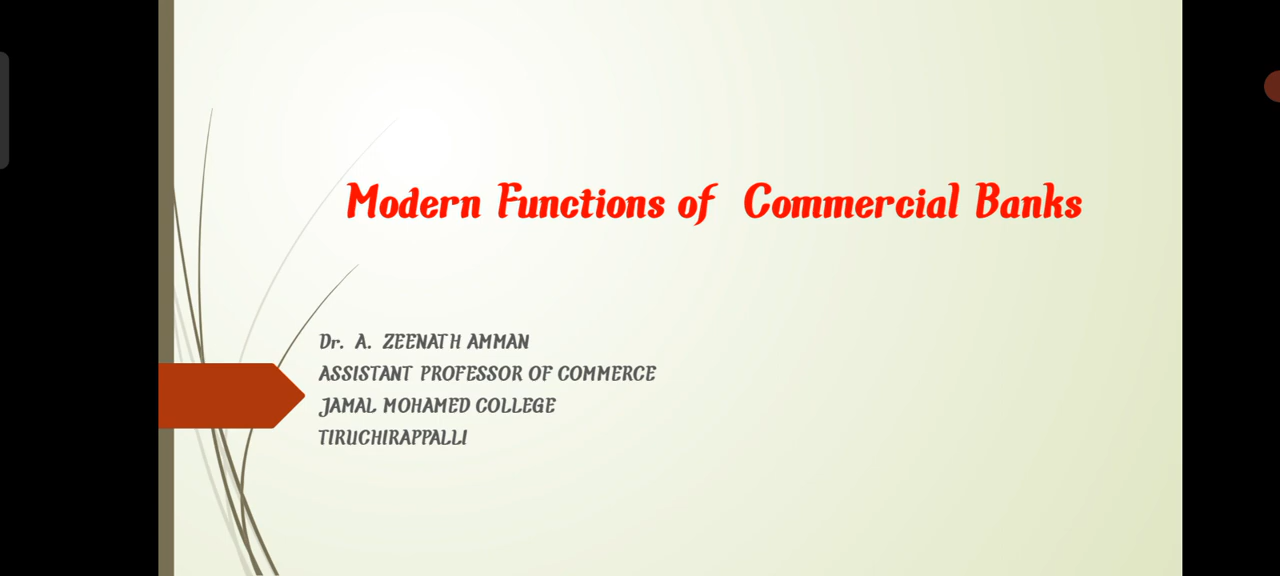 Modern Functions of Commercial Banks
Dr. A. ZEENATH AMMAN
ASSISTANT PROFESSOR OF COMMERCE
JAMAL MOHAMED COLLEGE
TIRUCHIRAPPALLI